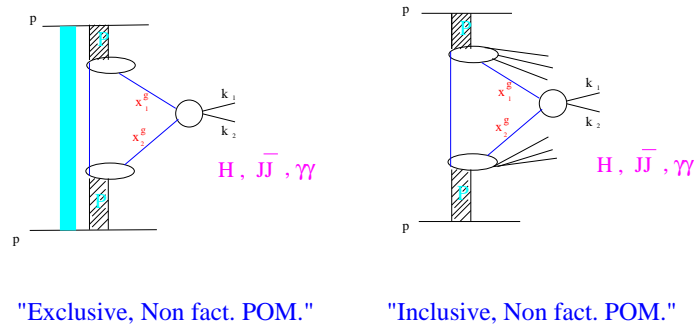 p
P
x₁ᵍ
k₁
x₂ᵍ
k₂
H , JJ̅ , γγ
P
p
"Exclusive, Non fact. POM."
p
P
x₁ᵍ
k₁
x₂ᵍ
k₂
H , JJ̅ , γγ
P
p
"Inclusive, Non fact. POM."